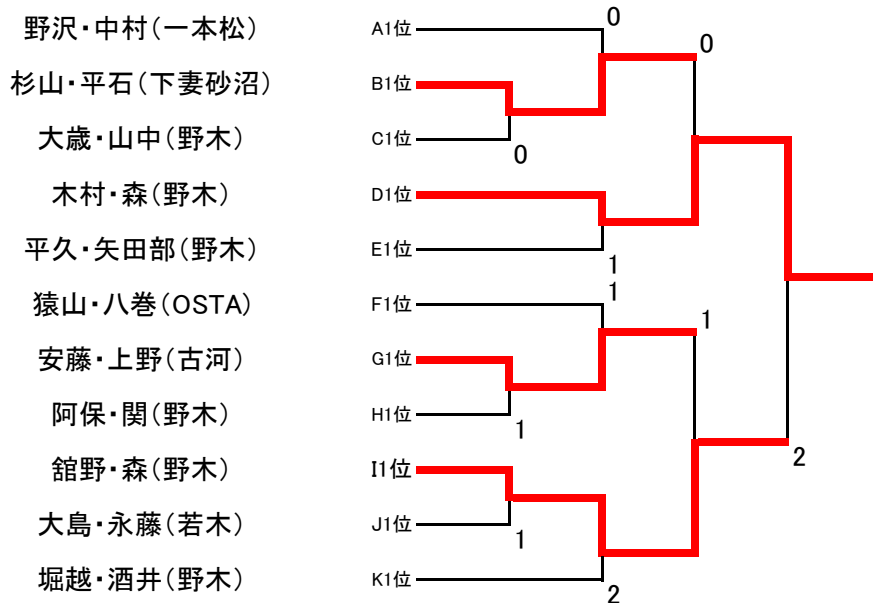 野沢・中村(一本松) A1位 0 0
杉山・平石(下妻砂沼) B1位
大歳・山中(野木) C1位 0
木村・森(野木) D1位
平久・矢田部(野木) E1位 1
猿山・八巻(OSTA) F1位 1 1
安藤・上野(古河) G1位
阿保・関(野木) H1位 1
舘野・森(野木) I1位 2
大島・永藤(若木) J1位 1
堀越・酒井(野木) K1位 2